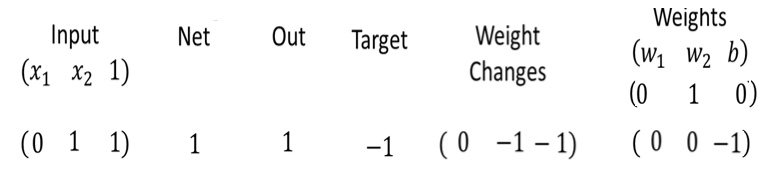 Input Net Out Target Weight Changes Weights
(x₁ x₂ 1) (w₁ w₂ b)
(0 1 0)
(0 1 1) 1 1 −1 ( 0 −1 − 1) ( 0 0 −1)